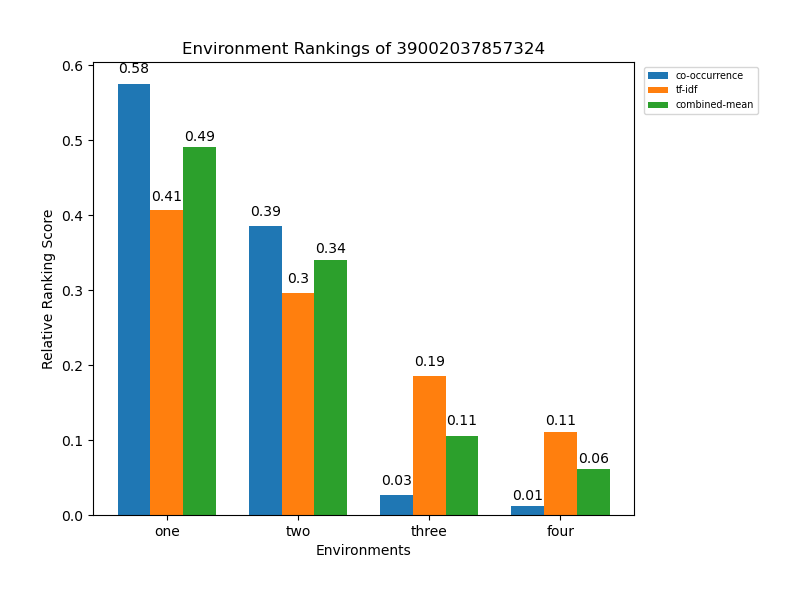 Environment Rankings of 39002037857324
co-occurrence
tf-idf
combined-mean
Relative Ranking Score
0.6
0.5
0.4
0.3
0.2
0.1
0.0
0.58
0.41
0.49
0.39
0.3
0.34
0.03
0.19
0.11
0.01
0.11
0.06
one two three four
Environments